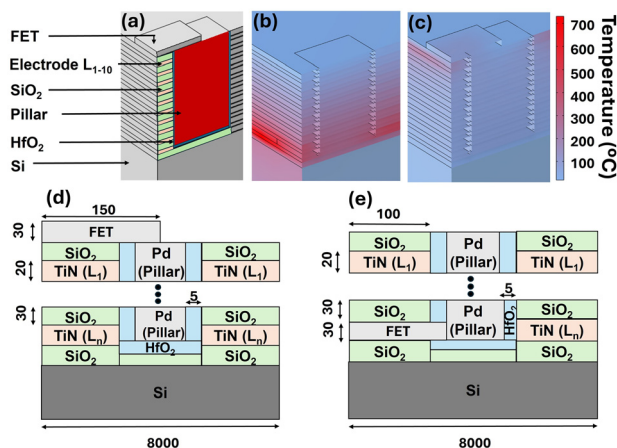 (a)
(b)
(c)
FET
Electrode L1-10
SiO2
Pillar
HfO2
Si
700
600
500
400
300
200
100
Temperature (ºC)
(d)
150
30
FET
SiO2
Pd
(Pillar)
SiO2
20
TiN (L1)
TiN (L1)
5
30
SiO2
Pd
(Pillar)
SiO2
TiN (Ln)
TiN (Ln)
HfO2
SiO2
SiO2
Si
8000
(e)
100
SiO2
Pd
(Pillar)
SiO2
20
TiN (L1)
TiN (L1)
5
30
SiO2
Pd
(Pillar)
HfO2
SiO2
30
FET
TiN (Ln)
SiO2
SiO2
Si
8000